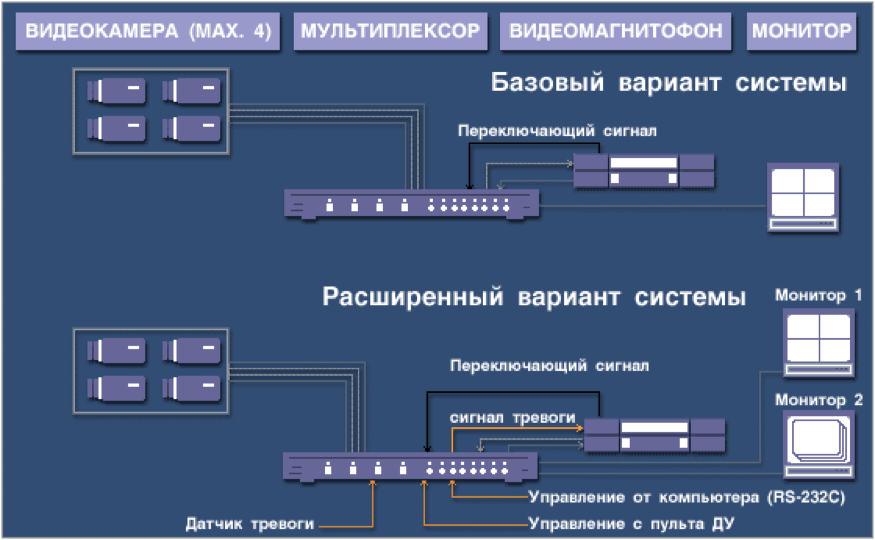 ВИДЕОКАМЕРА (MAX. 4)
МУЛЬТИПЛЕКСОР
ВИДЕОМАГНИТОФОН
МОНИТОР
Базовый вариант системы
Переключающий сигнал
Расширенный вариант системы
Монитор 1
Переключающий сигнал
Монитор 2
сигнал тревоги
Управление от компьютера (RS-232C)
Датчик тревоги
Управление с пульта ДУ